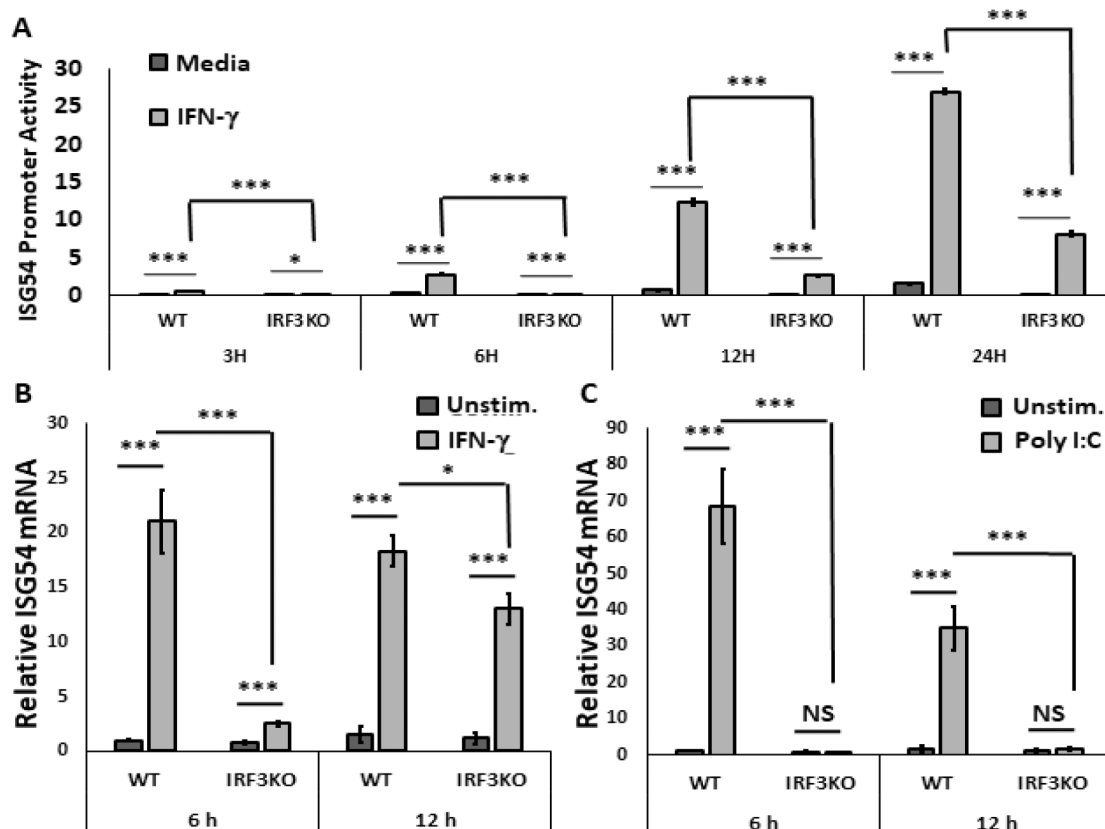 A
Media
IFN-γ
ISG54 Promoter Activity
30
25
20
15
10
5
0
***
***
*
***
***
***
***
***
***
***
***
***
WT
IRF3KO
WT
IRF3KO
WT
IRF3KO
WT
IRF3KO
3H
6H
12H
24H
B
Unstim.
IFN-γ
Relative ISG54 mRNA
30
25
20
15
10
5
0
***
***
***
*
***
***
WT
IRF3KO
WT
IRF3KO
6 h
12 h
C
Unstim.
Poly I:C
Relative ISG54 mRNA
90
80
70
60
50
40
30
20
10
0
***
***
NS
***
***
NS
WT
IRF3KO
WT
IRF3KO
6 h
12 h